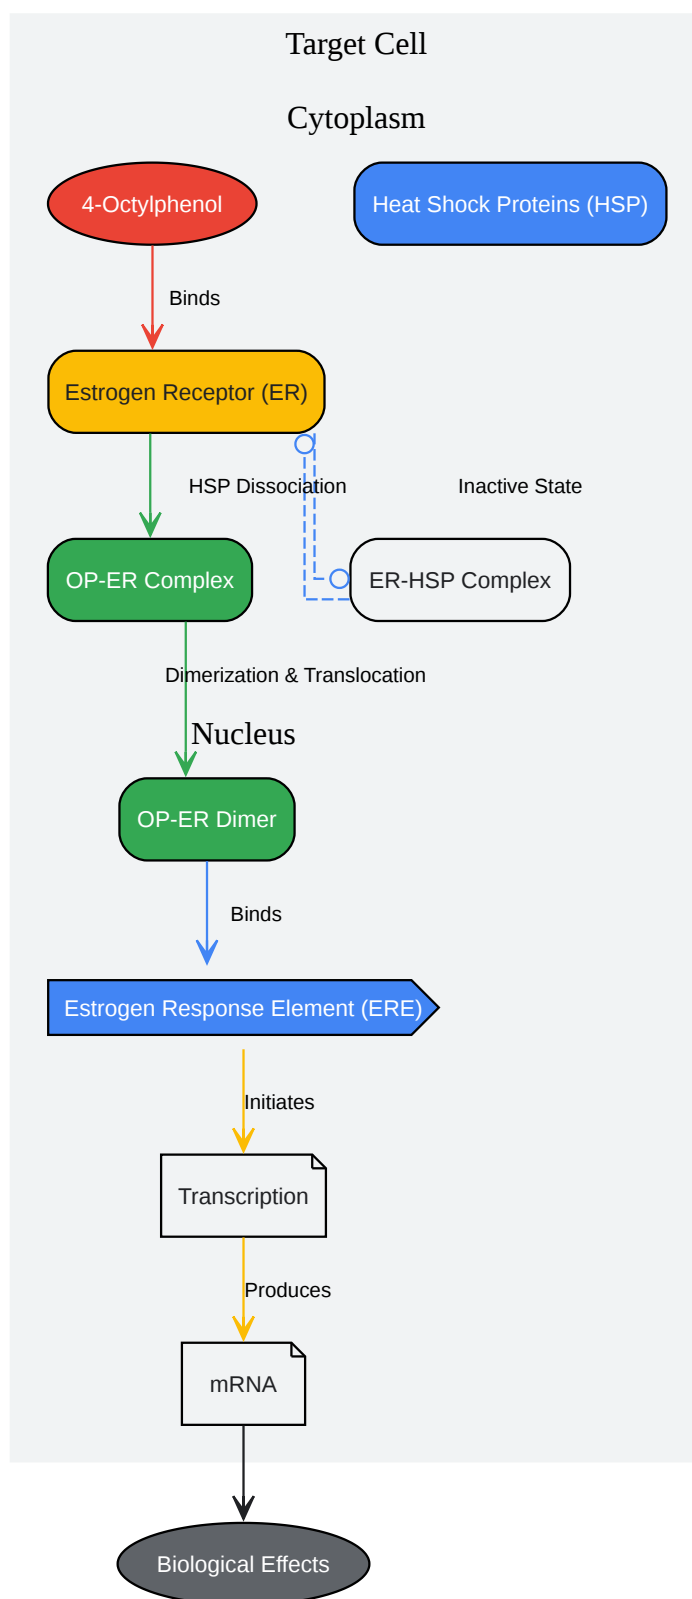 Target Cell
Cytoplasm
4-Octylphenol
Heat Shock Proteins (HSP)
Binds
Estrogen Receptor (ER)
HSP Dissociation
Inactive State
OP-ER Complex
ER-HSP Complex
Dimerization & Translocation
Nucleus
OP-ER Dimer
Binds
Estrogen Response Element (ERE)
Initiates
Transcription
Produces
mRNA
Biological Effects